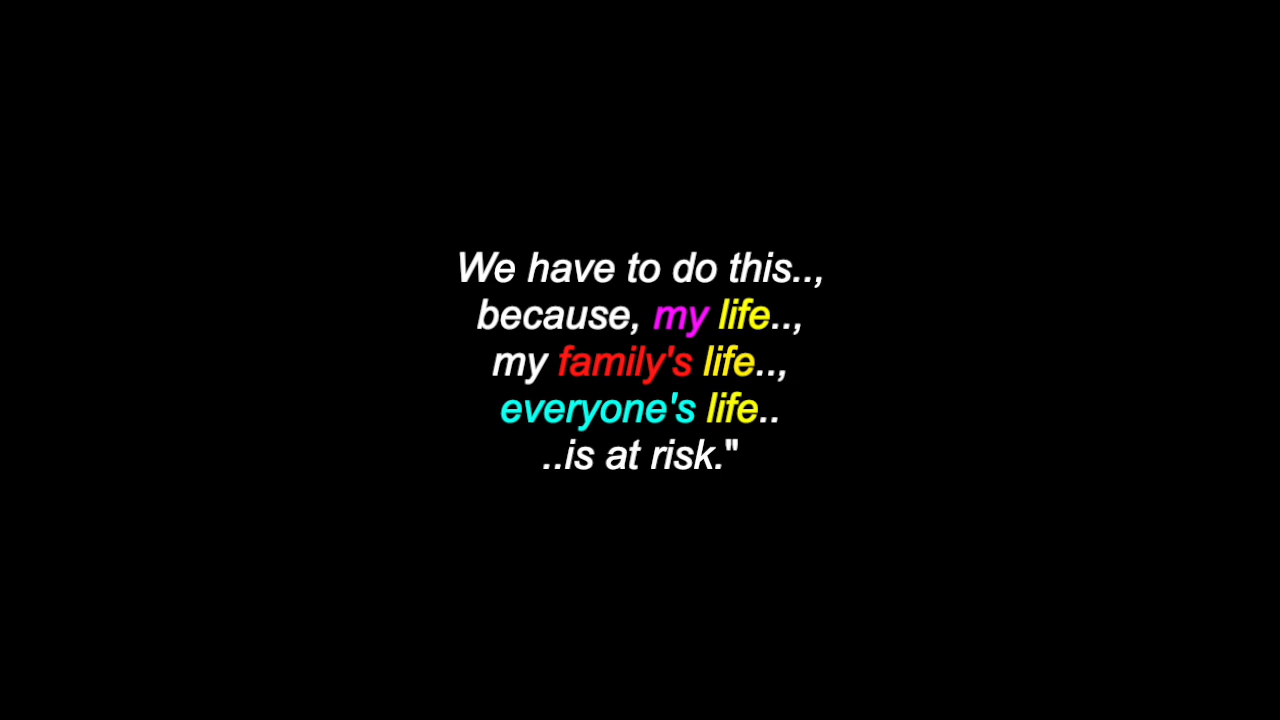 We have to do this..,
because, my life..,
my family's life..,
everyone's life..
..is at risk."